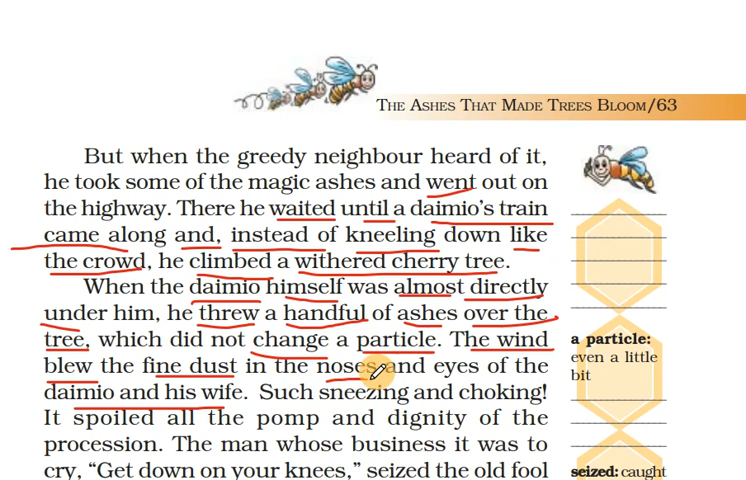 THE ASHES THAT MADE TREES BLOOM/63
But when the greedy neighbour heard of it,
he took some of the magic ashes and went out on
the highway. There he waited until a daimio's train
came along and, instead of kneeling down like
the crowd, he climbed a withered cherry tree.
When the daimio himself was almost directly
under him, he threw a handful of ashes over the
tree, which did not change a particle. The wind
blew the fine dust in the noses and eyes of the
daimio and his wife. Such sneezing and choking!
It spoiled all the pomp and dignity of the
procession. The man whose business it was to
cry, “Get down on your knees,” seized the old fool
a particle:
even a little
bit
seized: caught